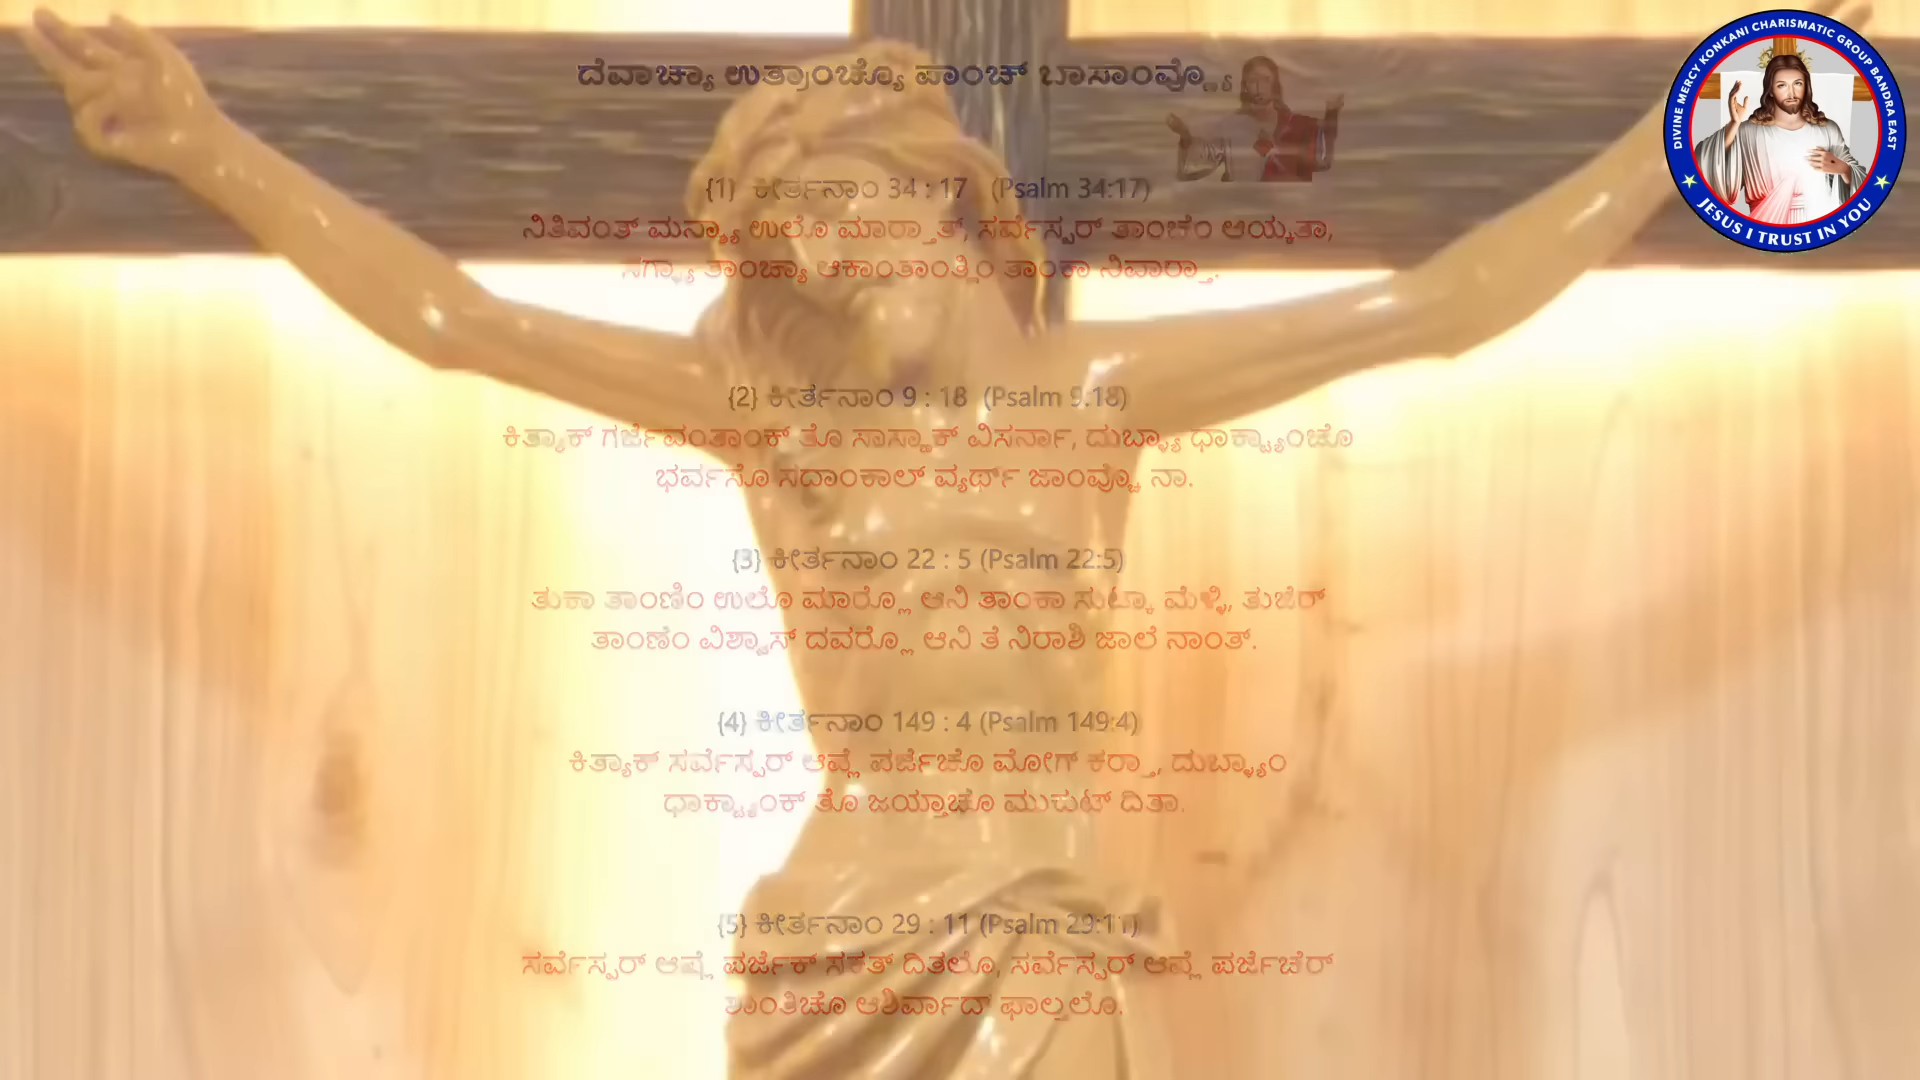 ದೆವಾಚ್ಯಾ ಉತ್ರಾಂಚ್ಯೊ ಪಾಂಚ್ ಬಾಸಾಂವ್ಣ್ಯೊ
{1} ಕೀರ್ತನಾಂ 34 : 17 (Psalm 34:17)
ನಿತಿವಂತ್ ಮನ್ಶ್ಯಾ ಉಲೊ ಮಾರ್ತಾತ್, ಸರ್ವೆಸ್ಪರ್ ತಾಂಚೆಂ ಆಯ್ಕತಾ,
ಸಗ್ಳ್ಯಾ ತಾಂಚ್ಯಾ ಆಕಾಂತಾಂತ್ಲಿಂ ತಾಂಕಾ ನಿವಾರ್ತಾ.
{2} ಕೀರ್ತನಾಂ 9 : 18 (Psalm 9.18)
ಕಿತ್ಯಾಕ್ ಗರ್ಜೆವಂತಾಂಕ್ ತೊ ಸಾಸ್ಣಾಕ್ ವಿಸರ್ನಾ, ದುಬ್ಳ್ಯಾ ಧಾಕ್ಟ್ಯಾಂಚೊ
ಭರ್ವಸೊ ಸದಾಂಕಾಲ್ ವ್ಯರ್ಥ್ ಜಾಂವ್ಚೊ ನಾ.
{3} ಕೀರ್ತನಾಂ 22 : 5 (Psalm 22:5)
ತುಕಾ ತಾಂಣಿಂ ಉಲೊ ಮಾರ್ಲೊ ಆನಿ ತಾಂಕಾ ಸುಟ್ಕಾ ಮೆಳ್ಳಿ, ತುಜೆರ್
ತಾಂಣೆಂ ವಿಶ್ವಾಸ್ ದವರ್ಲೊ ಆನಿ ತೆ ನಿರಾಶಿ ಜಾಲೆ ನಾಂತ್.
{4} ಕೀರ್ತನಾಂ 149 : 4 (Psalm 149:4)
ಕಿತ್ಯಾಕ್ ಸರ್ವೆಸ್ಪರ್ ಆಪ್ಲೆ ಪರ್ಜೆಚೊ ಮೋಗ್ ಕರ್ತಾ, ದುಬ್ಳ್ಯಾಂ
ಧಾಕ್ಟ್ಯಾಂಕ್ ತೊ ಜಯ್ತಾಚೊ ಮುಕುಟ್ ದಿತಾ.
{5} ಕೀರ್ತನಾಂ 29 : 11 (Psalm 29:11)
ಸರ್ವೆಸ್ಪರ್ ಆಪ್ಲೆ ಪರ್ಜೆಕ್ ಸಕತ್ ದಿತಲೊ, ಸರ್ವೆಸ್ಪರ್ ಆಪ್ಲೆ ಪರ್ಜೆಚೆರ್
ಶಾಂತಿಚೊ ಆಶಿರ್ವಾದ್ ಘಾಲ್ತಲೊ.
DIVINE MERCY KONKANI CHARISMATIC GROUP BANDRA EAST
JESUS I TRUST IN YOU